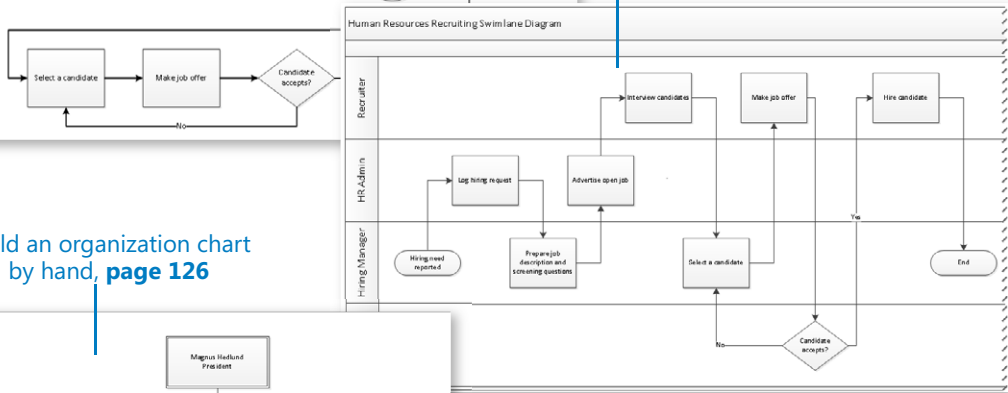 Human Resources Recruiting Swimlane Diagram
Select a candidate
Make job offer
Candidate
accepts?
No
Recruiter
Interview candidates
Make job offer
Hire candidate
HR Admin
Log hiring request
Advertise open job
Yes
Hiring Manager
Hiring need
reported
Prepare job
description and
screening questions
Select a candidate
End
No
Candidate
accepts?
ld an organization chart
by hand, page 126
Magnus Hedlund
President